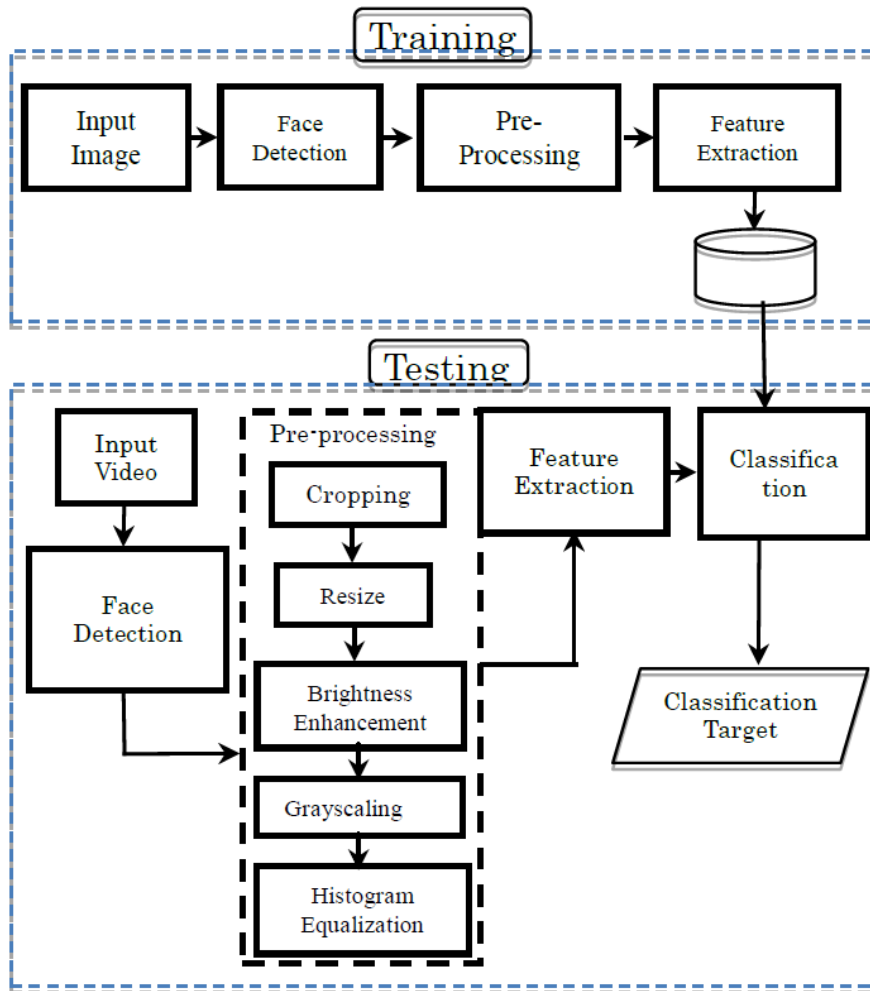 Training
Input
Image
Face
Detection
Pre-
Processing
Feature
Extraction
Testing
Input
Video
Face
Detection
Pre-processing
Cropping
Resize
Brightness
Enhancement
Grayscaling
Histogram
Equalization
Feature
Extraction
Classifica
tion
Classification
Target